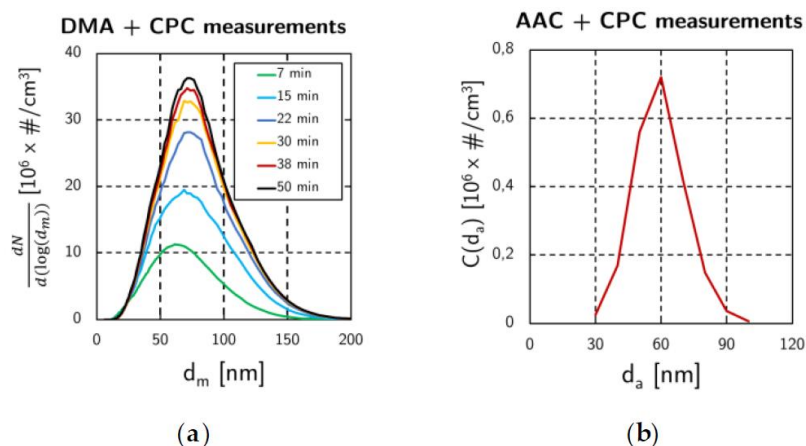 DMA + CPC measurements
dN
d(log(dm))
[10⁶ × #/cm³]
40
30
20
10
0
7 min
15 min
22 min
30 min
38 min
50 min
0 50 100 150 200
dm [nm]
(a)
AAC + CPC measurements
C(da) [10⁶ × #/cm³]
0,8
0,6
0,4
0,2
0
0 30 60 90 120
da [nm]
(b)